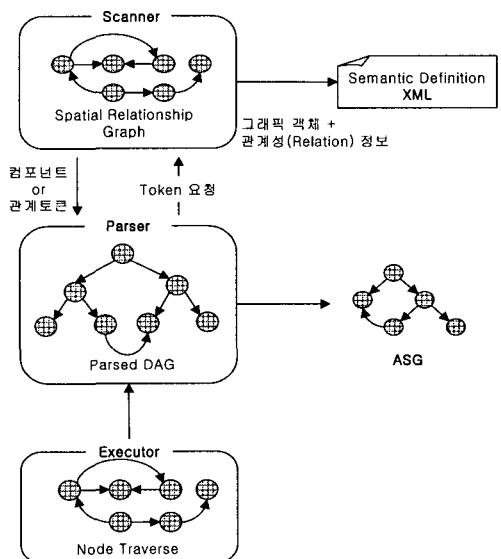 Scanner
Spatial Relationship
Graph
Semantic Definition
XML
그래픽 객체 +
관계성(Relation) 정보
컴포넌트
or
관계토큰
Token 요청
Parser
Parsed DAG
ASG
Executor
Node Traverse